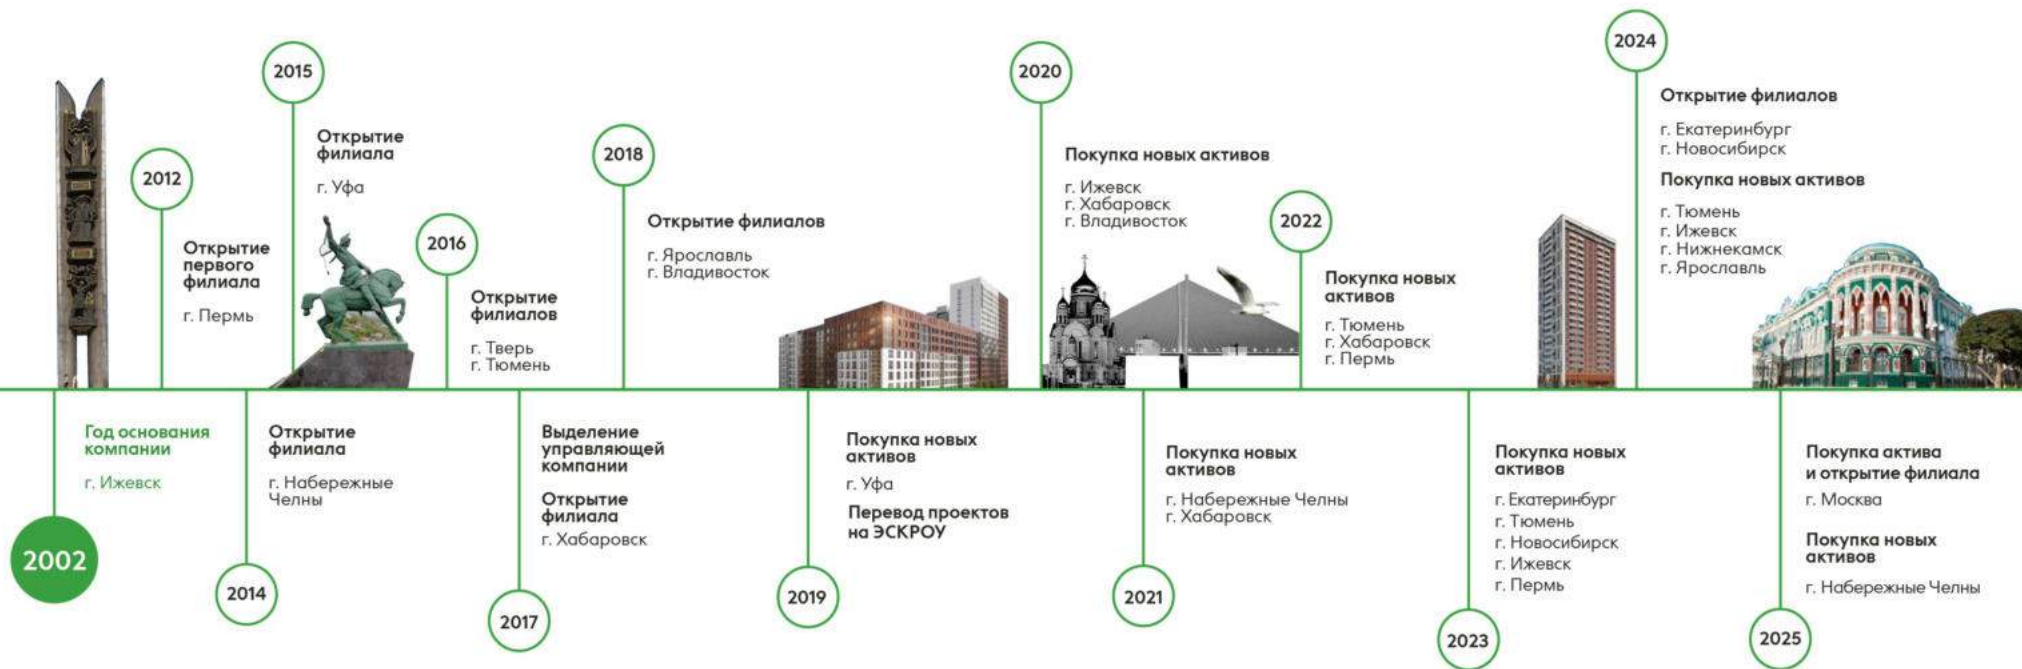 2002
Год основания
компании
г. Ижевск
2012
Открытие
первого
филиала
г. Пермь
2014
Открытие
филиала
г. Набережные
Челны
2015
Открытие
филиала
г. Уфа
2016
Открытие
филиалов
г. Тверь
г. Тюмень
2017
Выделение
управляющей
компании
Открытие
филиала
г. Хабаровск
2018
Открытие филиалов
г. Ярославль
г. Владивосток
2019
Покупка новых
активов
г. Уфа
Перевод проектов
на ЭСКРОУ
2020
Покупка новых активов
г. Ижевск
г. Хабаровск
г. Владивосток
2021
Покупка новых
активов
г. Набережные Челны
г. Хабаровск
2022
Покупка новых
активов
г. Тюмень
г. Хабаровск
г. Пермь
2023
Покупка новых
активов
г. Екатеринбург
г. Тюмень
г. Новосибирск
г. Ижевск
г. Пермь
2024
Открытие филиалов
г. Екатеринбург
г. Новосибирск
Покупка новых активов
г. Тюмень
г. Ижевск
г. Нижнекамск
г. Ярославль
2025
Покупка актива
и открытие филиала
г. Москва
Покупка новых
активов
г. Набережные Челны